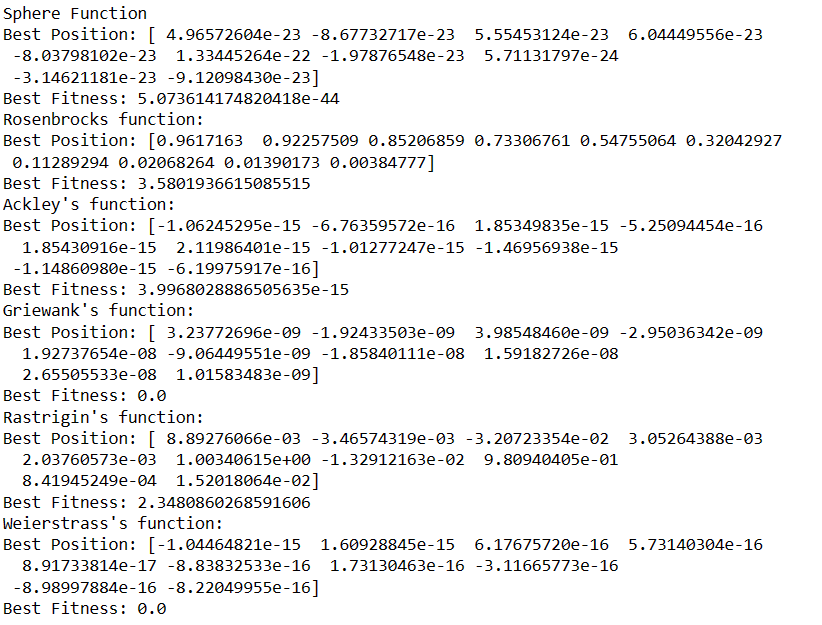 Sphere Function
Best Position: [ 4.96572604e-23 -8.67732717e-23  5.55453124e-23  6.04449556e-23
 -8.03798102e-23  1.33445264e-22 -1.97876548e-23  5.71131797e-24
 -3.14621181e-23 -9.12098430e-23]
Best Fitness: 5.073614174820418e-44
Rosenbrocks function:
Best Position: [0.9617163  0.92257509 0.85206859 0.73306761 0.54755064 0.32042927
 0.11289294 0.02068264 0.01390173 0.00384777]
Best Fitness: 3.5801936615085515
Ackley's function:
Best Position: [-1.06245295e-15 -6.76359572e-16  1.85349835e-15 -5.25094454e-16
  1.85430916e-15  2.11986401e-15 -1.01277247e-15 -1.46956938e-15
 -1.14860980e-15 -6.19975917e-16]
Best Fitness: 3.9968028886505635e-15
Griewank's function:
Best Position: [ 3.23772696e-09 -1.92433503e-09  3.98548460e-09 -2.95036342e-09
  1.92737654e-08 -9.06449551e-09 -1.85840111e-08  1.59182726e-08
  2.65505533e-08  1.01583483e-09]
Best Fitness: 0.0
Rastrigin's function:
Best Position: [ 8.89276066e-03 -3.46574319e-03 -3.20723354e-02  3.05264388e-03
  2.03760573e-03  1.00340615e+00 -1.32912163e-02  9.80940405e-01
  8.41945249e-04  1.52018064e-02]
Best Fitness: 2.3480860268591606
Weierstrass's function:
Best Position: [-1.04464821e-15  1.60928845e-15  6.17675720e-16  5.73140304e-16
  8.91733814e-17 -8.83832533e-16  1.73130463e-16 -3.11665773e-16
 -8.98997884e-16 -8.22049955e-16]
Best Fitness: 0.0